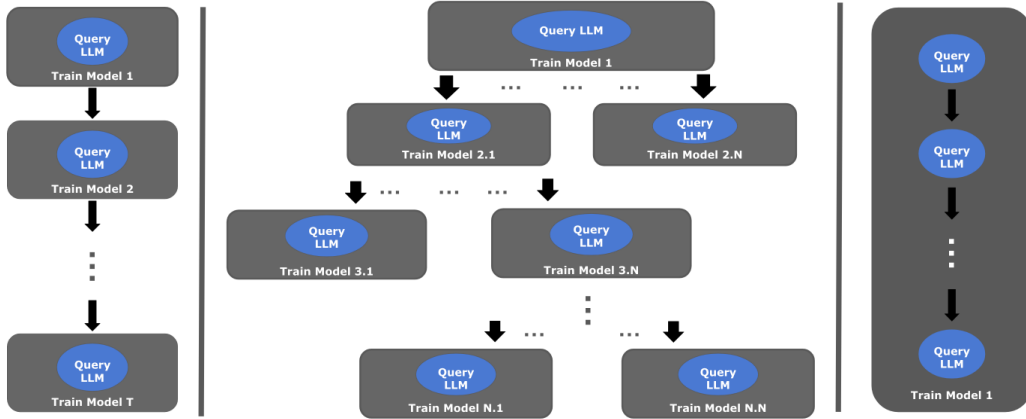 Query
LLM
Train Model 1
Query
LLM
Train Model 2
Query
LLM
Train Model T
Query LLM
Train Model 1
Query
LLM
Train Model 2.1
Query
LLM
Train Model 2.N
Query
LLM
Train Model 3.1
Query
LLM
Train Model 3.N
Query
LLM
Train Model N.1
Query
LLM
Train Model N.N
Query
LLM
Query
LLM
Query
LLM
Train Model 1